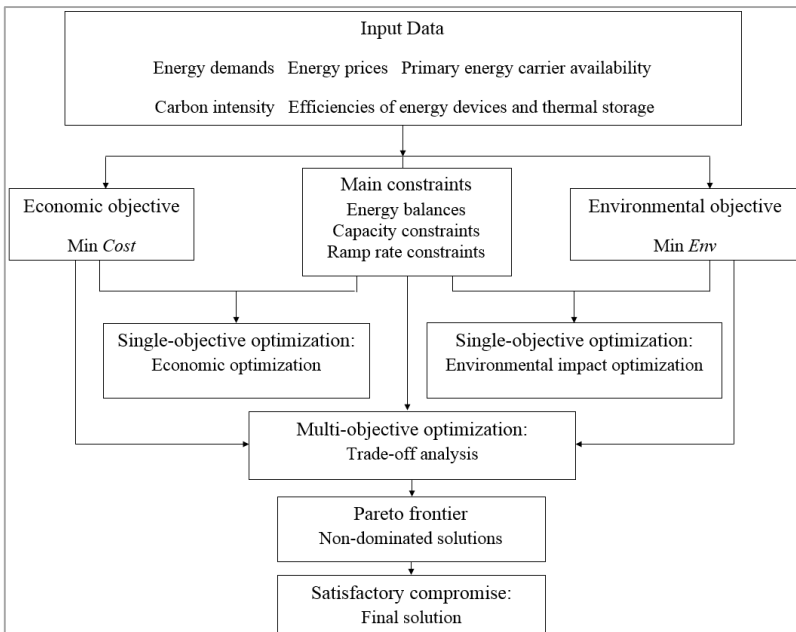 Input Data
Energy demands Energy prices Primary energy carrier availability
Carbon intensity Efficiencies of energy devices and thermal storage
Economic objective
Min Cost
Main constraints
Energy balances
Capacity constraints
Ramp rate constraints
Environmental objective
Min Env
Single-objective optimization:
Economic optimization
Single-objective optimization:
Environmental impact optimization
Multi-objective optimization:
Trade-off analysis
Pareto frontier
Non-dominated solutions
Satisfactory compromise:
Final solution